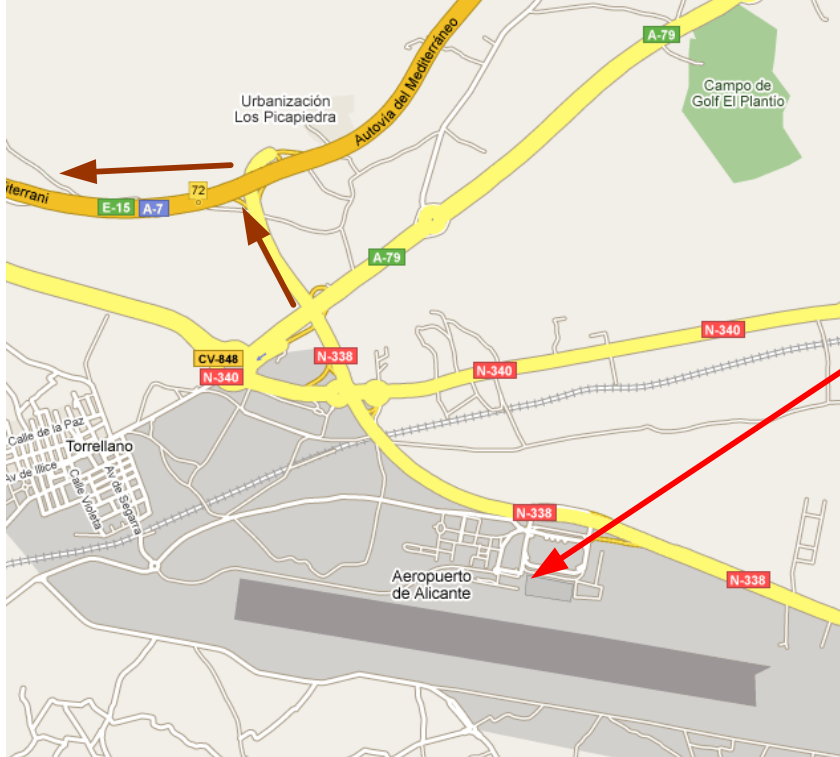 A-79
Autovía del Mediterráneo
Campo de
Golf El Plantio
Urbanización
Los Picapiedra
72
iterrani
E-15
A-7
A-79
N-340
CV-848
N-338
N-340
N-340
Calle de la Paz
Torrellano
Av de Illice
Calle Violeta
Av de Segarra
N-338
Aeropuerto
de Alicante
N-338